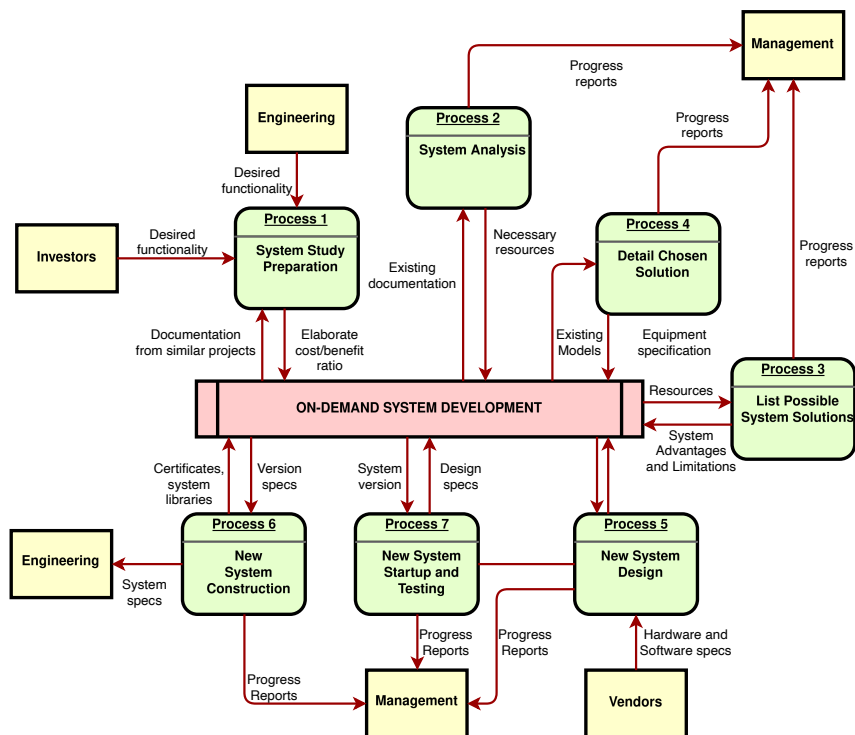 Management
Progress
reports
Process 2
System Analysis
Engineering
Desired
functionality
Progress
reports
Process 1
System Study
Preparation
Process 4
Detail Chosen
Solution
Investors
Desired
functionality
Necessary
resources
Existing
documentation
Progress
reports
Documentation
from similar projects
Elaborate
cost/benefit
ratio
Existing
Models
Equipment
specification
Process 3
List Possible
System Solutions
ON-DEMAND SYSTEM DEVELOPMENT
Resources
System
Advantages
and Limitations
Certificates,
system
libraries
Version
specs
System
version
Design
specs
Process 6
New
System
Construction
Process 7
New System
Startup and
Testing
Process 5
New System
Design
Engineering
System
specs
Progress
Reports
Progress
Reports
Hardware and
Software specs
Progress
Reports
Management
Vendors